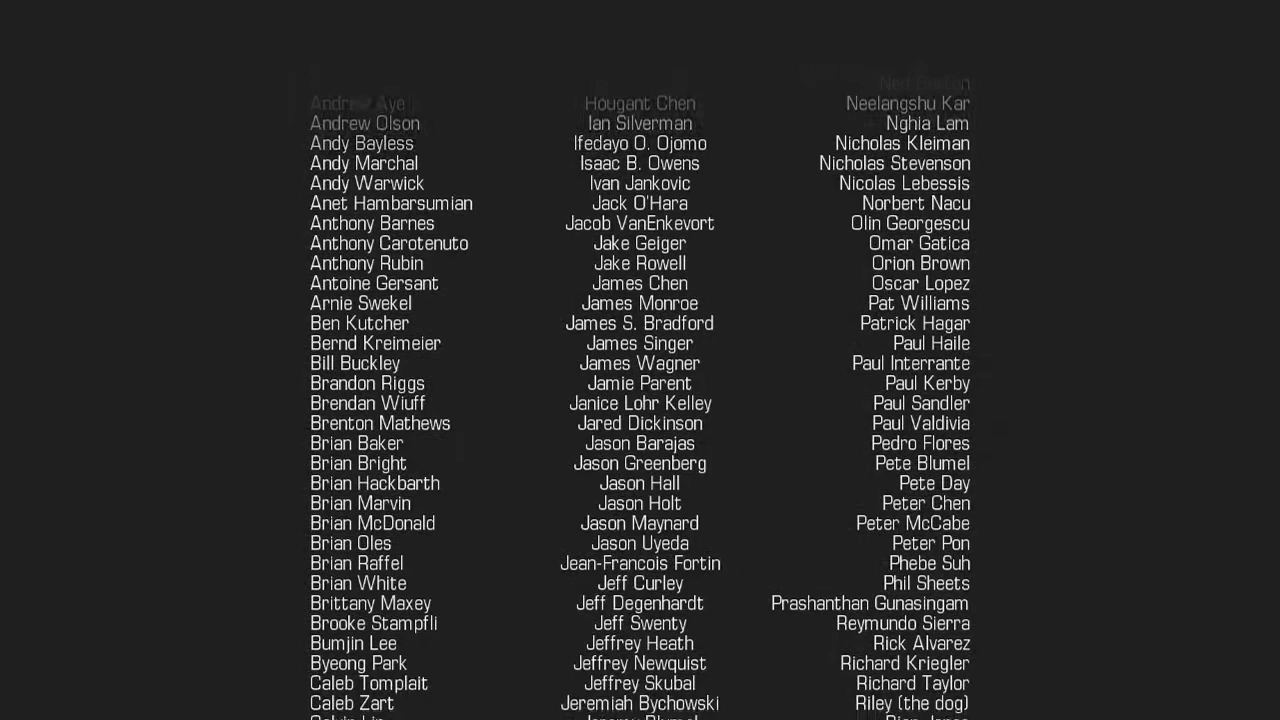 Andrew Aye
Andrew Olson
Andy Bayless
Andy Marchal
Andy Warwick
Anet Hambarsumian
Anthony Barnes
Anthony Carotenuto
Anthony Rubin
Antoine Gersant
Arnie Swekel
Ben Kutcher
Bernd Kreimeier
Bill Buckley
Brandon Riggs
Brendan Wiuff
Brenton Mathews
Brian Baker
Brian Bright
Brian Hackbarth
Brian Marvin
Brian McDonald
Brian Oles
Brian Raffel
Brian White
Brittany Maxey
Brooke Stampfli
Bumjin Lee
Byeong Park
Caleb Tomplait
Caleb Zart
Hougant Chen
Ian Silverman
Ifedayo O. Ojomo
Isaac B. Owens
Ivan Jankovic
Jack O'Hara
Jacob VanEnkevort
Jake Geiger
Jake Rowell
James Chen
James Monroe
James S. Bradford
James Singer
James Wagner
Jamie Parent
Janice Lohr Kelley
Jared Dickinson
Jason Barajas
Jason Greenberg
Jason Hall
Jason Holt
Jason Maynard
Jason Uyeda
Jean-Francois Fortin
Jeff Curley
Jeff Degenhardt
Jeff Swenty
Jeffrey Heath
Jeffrey Newquist
Jeffrey Skubal
Jeremiah Bychowski
Neelangshu Kar
Nghia Lam
Nicholas Kleiman
Nicholas Stevenson
Nicolas Lebessis
Norbert Nacu
Olin Georgescu
Omar Gatica
Orion Brown
Oscar Lopez
Pat Williams
Patrick Hagar
Paul Haile
Paul Interrante
Paul Kerby
Paul Sandler
Paul Valdivia
Pedro Flores
Pete Blumel
Pete Day
Peter Chen
Peter McCabe
Peter Pon
Phebe Suh
Phil Sheets
Prashanthan Gunasingam
Reymundo Sierra
Rick Alvarez
Richard Kriegler
Richard Taylor
Riley (the dog)